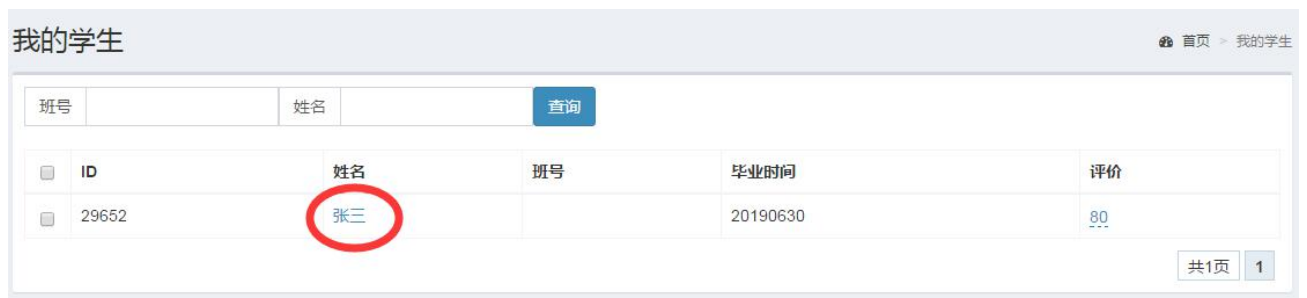 我的学生 首页 > 我的学生
班号 姓名 查询
ID 姓名 班号 毕业时间 评价
29652 张三 20190630 80
共1页 1